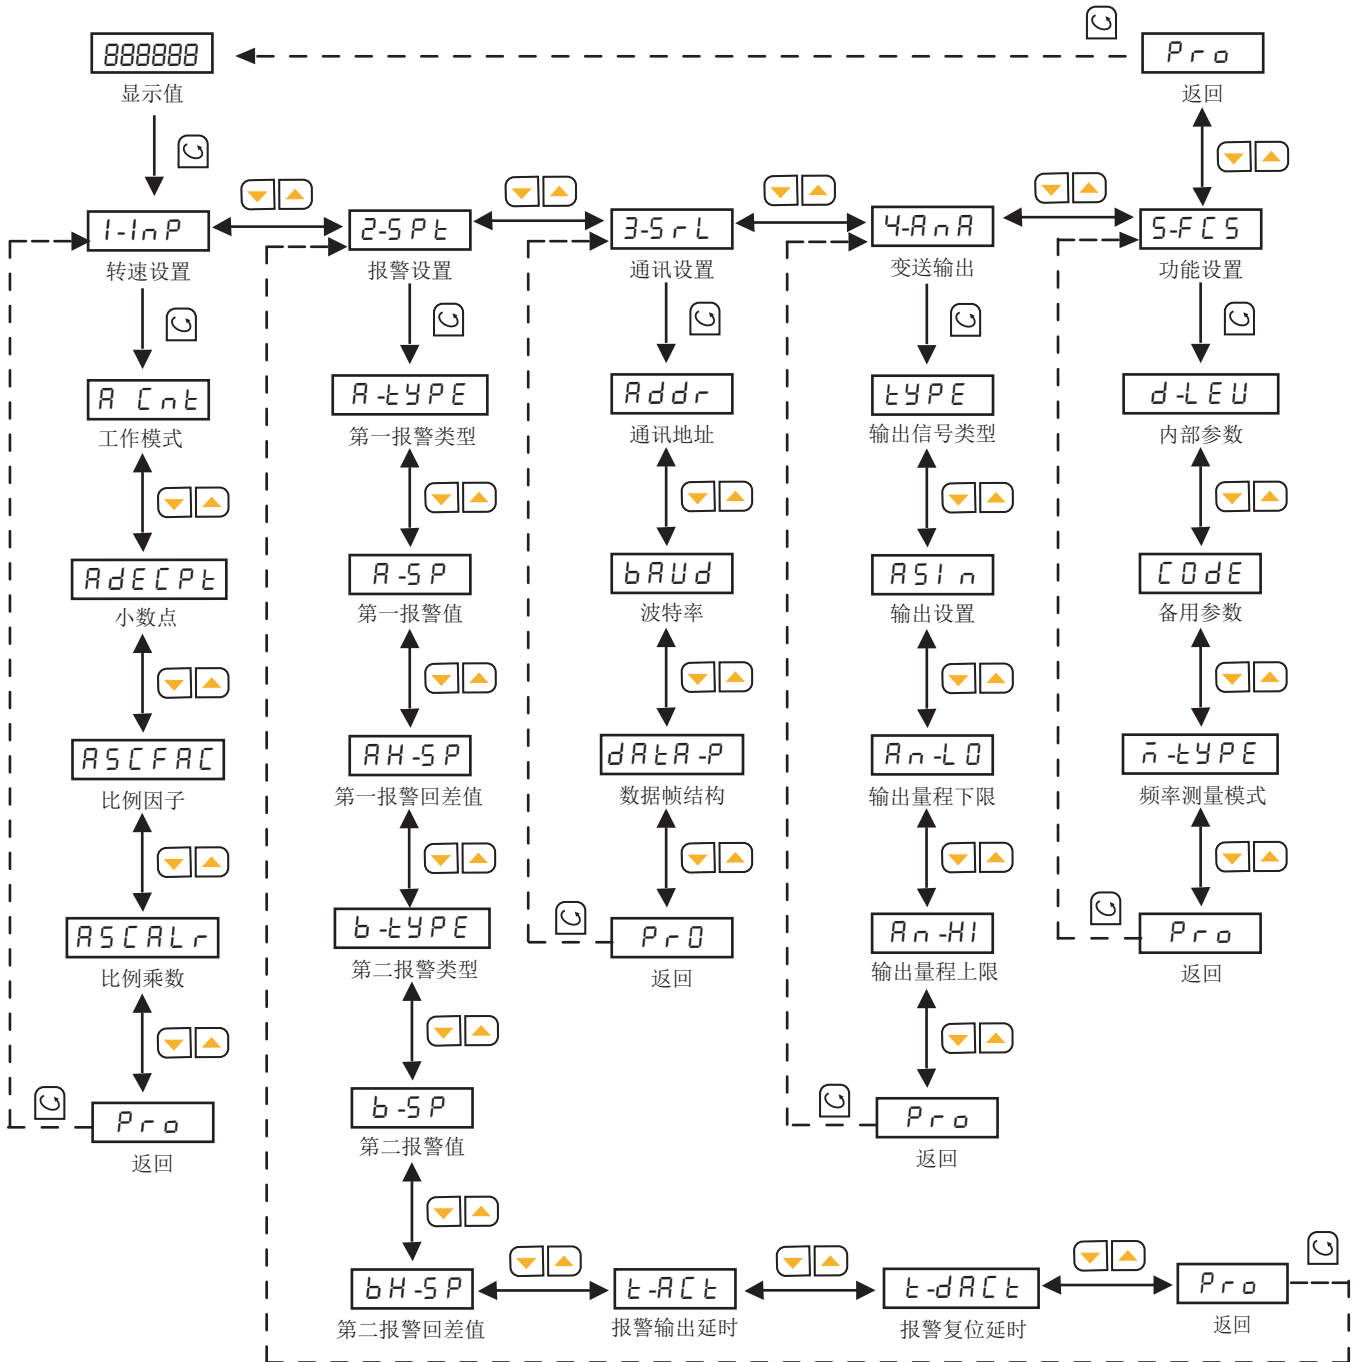 888888
显示值
Pro
返回
1-InP
转速设置
2-SPt
报警设置
3-SrL
通讯设置
4-AnA
变送输出
5-FCS
功能设置
A Cnt
工作模式
AdECPt
小数点
ASCFAC
比例因子
ASCALr
比例乘数
Pro
返回
A-tYPE
第一报警类型
A-SP
第一报警值
AH-SP
第一报警回差值
b-tYPE
第二报警类型
b-SP
第二报警值
bH-SP
第二报警回差值
t-ACt
报警输出延时
t-dACt
报警复位延时
Pro
返回
Addr
通讯地址
bAUd
波特率
dAtA-P
数据帧结构
Pr0
返回
tYPE
输出信号类型
ASIn
输出设置
An-L0
输出量程下限
An-HI
输出量程上限
Pro
返回
d-LEU
内部参数
C0dE
备用参数
n̄-tYPE
频率测量模式
Pro
返回